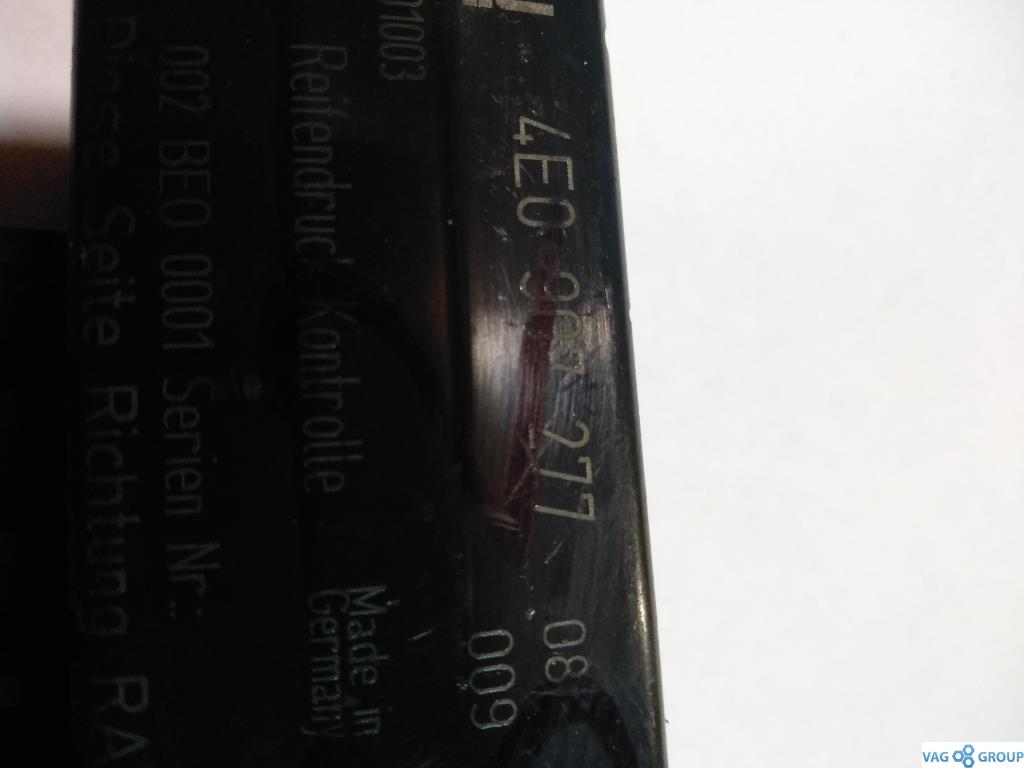 4E0 907 277
08
009
01003
Reifendruck-Kontrolle
Made in
Germany
002 BE0 0001 Serien Nr.:
Diese Seite Richtung RA
VAG GROUP